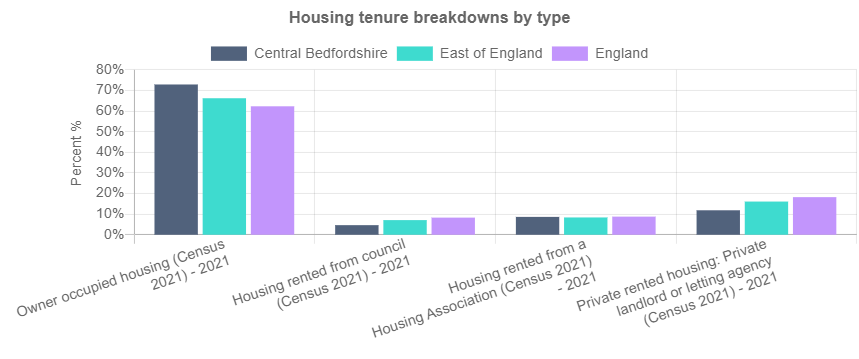 Housing tenure breakdowns by type
Central Bedfordshire
East of England
England
Percent %
80%
70%
60%
50%
40%
30%
20%
10%
0%
Owner occupied housing (Census
2021) - 2021
Housing rented from council
(Census 2021) - 2021
Housing rented from a
Housing Association (Census 2021)
- 2021
Private rented housing: Private
landlord or letting agency
(Census 2021) - 2021